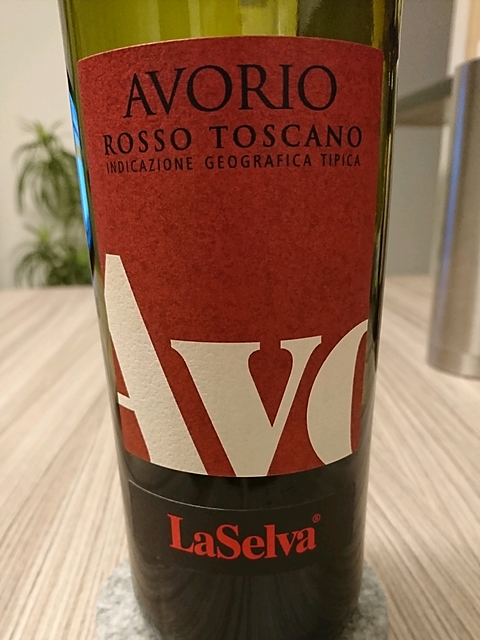 AVORIO
ROSSO TOSCANO
INDICAZIONE GEOGRAFICA TIPICA
Avo
LaSelva®